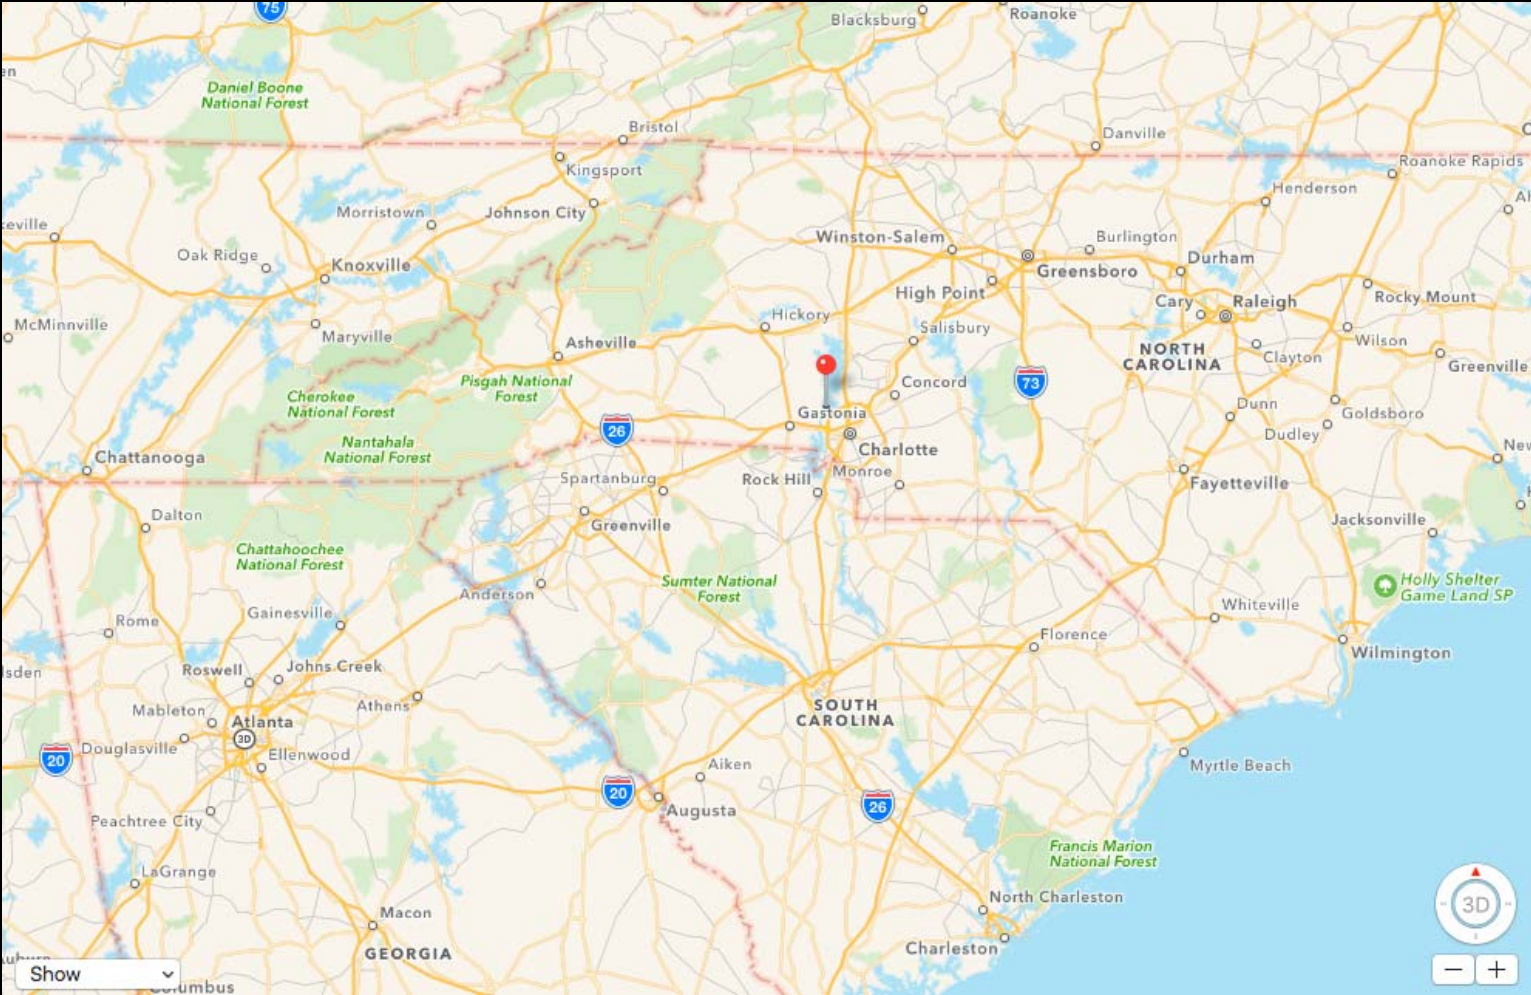 75
Blacksburg
Roanoke
Daniel Boone
National Forest
Bristol
Danville
Kingsport
Roanoke Rapids
Henderson
Morristown
Johnson City
Winston-Salem
Burlington
Oak Ridge
Knoxville
Greensboro
Durham
High Point
Cary
Raleigh
Rocky Mount
McMinnville
Maryville
Hickory
Salisbury
Asheville
Wilson
NORTH
CAROLINA
Clayton
Greenville
Pisgah National
Forest
Concord
73
Cherokee
National Forest
Gastonia
Dunn
Goldsboro
26
Dudley
Nantahala
National Forest
Charlotte
Chattanooga
Spartanburg
Rock Hill
Monroe
Fayetteville
Dalton
Greenville
Jacksonville
Chattahoochee
National Forest
Sumter National
Forest
Holly Shelter
Game Land SP
Anderson
Gainesville
Whiteville
Rome
Florence
Wilmington
Roswell
Johns Creek
Mableton
Athens
Atlanta
SOUTH
CAROLINA
3D
Douglasville
Ellenwood
20
Aiken
Myrtle Beach
20
26
Augusta
Peachtree City
Francis Marion
National Forest
LaGrange
North Charleston
3D
Macon
Charleston
GEORGIA
Show
− +